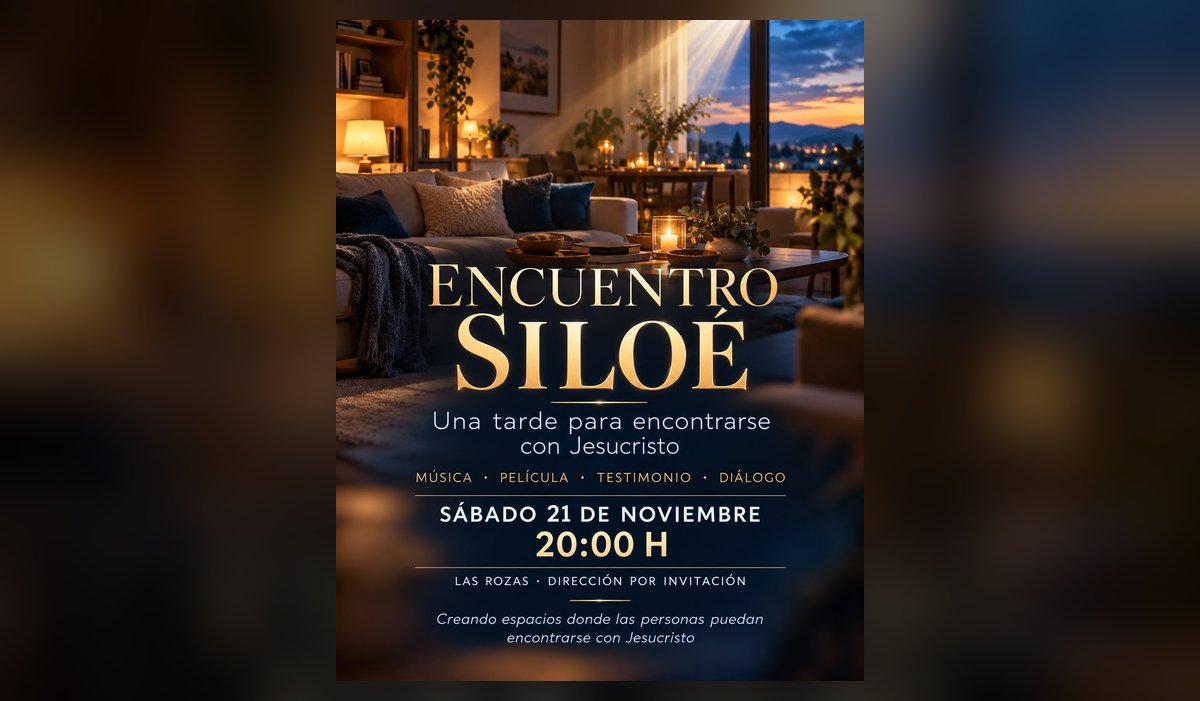 ENCUENTRO
SILOÉ
Una tarde para encontrarse
con Jesucristo
MÚSICA · PELÍCULA · TESTIMONIO · DIÁLOGO
SÁBADO 21 DE NOVIEMBRE
20:00 H
LAS ROZAS · DIRECCIÓN POR INVITACIÓN
Creando espacios donde las personas puedan
encontrarse con Jesucristo